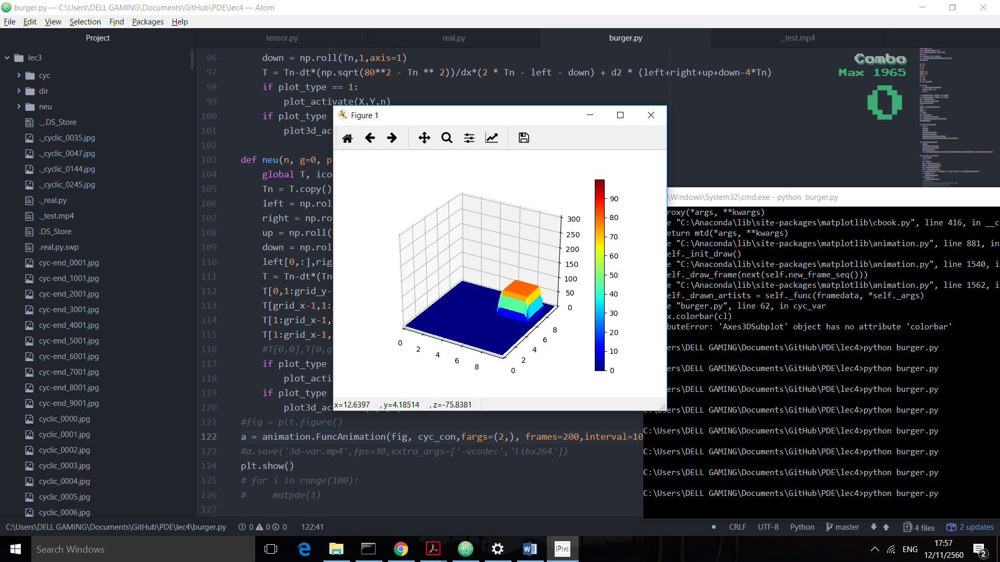 burger.py — C:\Users\DELL GAMING\Documents\GitHub\PDE\lec4 — Atom
File Edit View Selection Find Packages Help
Project
tensor.py real.py burger.py ._test.mp4
lec3
cyc
dir
neu
._.DS_Store
._cyclic_0035.jpg
._cyclic_0047.jpg
._cyclic_0144.jpg
._cyclic_0245.jpg
._real.py
._test.mp4
.DS_Store
.real.py.swp
cyc-end_0001.jpg
cyc-end_1001.jpg
cyc-end_2001.jpg
cyc-end_3001.jpg
cyc-end_4001.jpg
cyc-end_5001.jpg
cyc-end_6001.jpg
cyc-end_7001.jpg
cyc-end_8001.jpg
cyc-end_9001.jpg
cyclic_0000.jpg
cyclic_0001.jpg
cyclic_0002.jpg
cyclic_0003.jpg
cyclic_0004.jpg
cyclic_0005.jpg
cyclic_0006.jpg
96 down = np.roll(Tn,1,axis=1)
97 T = Tn-dt*(np.sqrt(80**2 - Tn ** 2))/dx*(2 * Tn - left - down) + d2 * (left+right+up+down-4*Tn)
98 if plot_type == 1:
99 plot_activate(X,Y,n)
100 if plot_type
101 plot3d_ac
102
103 def neu(n, g=0, p
104 global T, ico
105 Tn = T.copy()
106 left = np.rol
107 right = np.ro
108 up = np.roll(
109 down = np.rol
110 left[0,:],rig
111 T = Tn-dt*(Tn
112 T[0,1:grid_y-
113 T[grid_x-1,1:
114 T[1:grid_x-1,
115 T[1:grid_x-1,
116 #T[0,0],T[0,g
117 if plot_type
118 plot_activ
119 if plot_type
120 plot3d_ac
121 #fig = plt.figure()
122 a = animation.FuncAnimation(fig, cyc_con,fargs=(2,), frames=200,interval=10
123 #a.save('3d-var.mp4',fps=30,extra_args=['-vcodec','libx264'])
124 plt.show()
125 # for i in range(100):
126 # matpde(1)
127
Combo
Max 1965
0
Figure 1
300
250
200
150
100
50
0
0 2 4 6 8
0 2 4 6 8
90
80
70
60
50
40
30
20
10
0
x=12.6397 , y=4.18514 , z=-75.8381
\Windows\System32\cmd.exe - python burger.py
roxy(*args, **kwargs)
e "C:\Anaconda\lib\site-packages\matplotlib\cbook.py", line 416, in __c
eturn mtd(*args, **kwargs)
e "C:\Anaconda\lib\site-packages\matplotlib\animation.py", line 881, in
elf._init_draw()
e "C:\Anaconda\lib\site-packages\matplotlib\animation.py", line 1540, i
elf._draw_frame(next(self.new_frame_seq()))
e "C:\Anaconda\lib\site-packages\matplotlib\animation.py", line 1562, i
elf._drawn_artists = self._func(framedata, *self._args)
e "burger.py", line 62, in cyc_var
x.colorbar(cl)
buteError: 'Axes3DSubplot' object has no attribute 'colorbar'
ers\DELL GAMING\Documents\GitHub\PDE\lec4>python burger.py
ers\DELL GAMING\Documents\GitHub\PDE\lec4>python burger.py
ers\DELL GAMING\Documents\GitHub\PDE\lec4>python burger.py
C:\Users\DELL GAMING\Documents\GitHub\PDE\lec4>python burger.py
C:\Users\DELL GAMING\Documents\GitHub\PDE\lec4>python burger.py
C:\Users\DELL GAMING\Documents\GitHub\PDE\lec4>python burger.py
C:\Users\DELL GAMING\Documents\GitHub\PDE\lec4>python burger.py
C:\Users\DELL GAMING\Documents\GitHub\PDE\lec4>python burger.py
C:\Users\DELL GAMING\Documents\GitHub\PDE\lec4\burger.py 0 0 0 122:41 CRLF UTF-8 Python master 4 files 2 updates
Search Windows
IP[y]:
ENG
17:57
12/11/2560
2